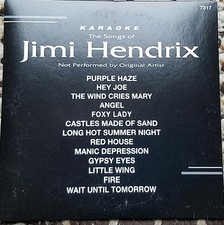 7317
KARAOKE
The Songs of
Jimi Hendrix
Not Performed by Original Artist
PURPLE HAZE
HEY JOE
THE WIND CRIES MARY
ANGEL
FOXY LADY
CASTLES MADE OF SAND
LONG HOT SUMMER NIGHT
RED HOUSE
MANIC DEPRESSION
GYPSY EYES
LITTLE WING
FIRE
WAIT UNTIL TOMORROW